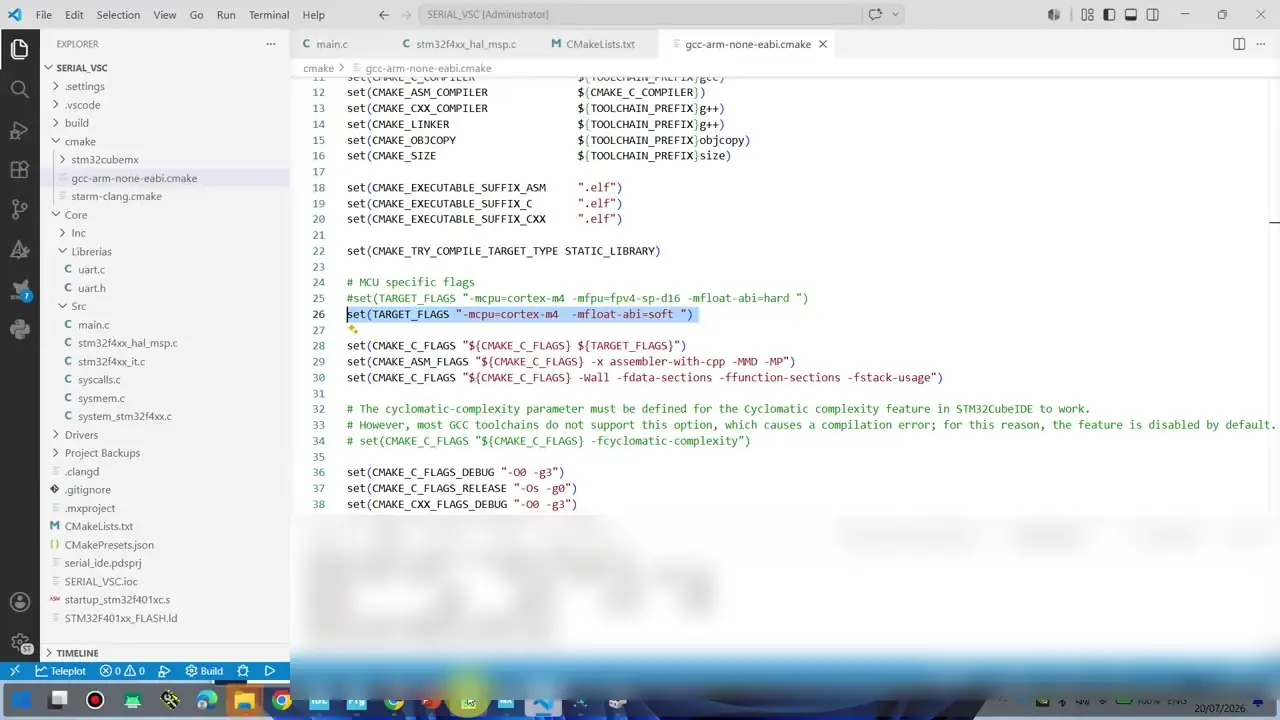 File Edit Selection View Go Run Terminal Help
SERIAL_VSC [Administrator]
EXPLORER
SERIAL_VSC
.settings
.vscode
build
cmake
stm32cubemx
gcc-arm-none-eabi.cmake
starm-clang.cmake
Core
Inc
Librerias
C uart.c
C uart.h
Src
C main.c
C stm32f4xx_hal_msp.c
C stm32f4xx_it.c
C syscalls.c
C sysmem.c
C system_stm32f4xx.c
Drivers
Project Backups
.clangd
.gitignore
.mxproject
M CMakeLists.txt
CMakePresets.json
serial_ide.pdsprj
SERIAL_VSC.ioc
ASM startup_stm32f401xc.s
STM32F401xx_FLASH.ld
TIMELINE
Teleplot 0 0 Build
7
ST
C main.c C stm32f4xx_hal_msp.c M CMakeLists.txt gcc-arm-none-eabi.cmake
cmake > gcc-arm-none-eabi.cmake
11 set(CMAKE_C_COMPILER ${TOOLCHAIN_PREFIX}gcc)
12 set(CMAKE_ASM_COMPILER ${CMAKE_C_COMPILER})
13 set(CMAKE_CXX_COMPILER ${TOOLCHAIN_PREFIX}g++)
14 set(CMAKE_LINKER ${TOOLCHAIN_PREFIX}g++)
15 set(CMAKE_OBJCOPY ${TOOLCHAIN_PREFIX}objcopy)
16 set(CMAKE_SIZE ${TOOLCHAIN_PREFIX}size)
17
18 set(CMAKE_EXECUTABLE_SUFFIX_ASM ".elf")
19 set(CMAKE_EXECUTABLE_SUFFIX_C ".elf")
20 set(CMAKE_EXECUTABLE_SUFFIX_CXX ".elf")
21
22 set(CMAKE_TRY_COMPILE_TARGET_TYPE STATIC_LIBRARY)
23
24 # MCU specific flags
25 #set(TARGET_FLAGS "-mcpu=cortex-m4 -mfpu=fpv4-sp-d16 -mfloat-abi=hard ")
26 set(TARGET_FLAGS "-mcpu=cortex-m4  -mfloat-abi=soft ")
27
28 set(CMAKE_C_FLAGS "${CMAKE_C_FLAGS} ${TARGET_FLAGS}")
29 set(CMAKE_ASM_FLAGS "${CMAKE_C_FLAGS} -x assembler-with-cpp -MMD -MP")
30 set(CMAKE_C_FLAGS "${CMAKE_C_FLAGS} -Wall -fdata-sections -ffunction-sections -fstack-usage")
31
32 # The cyclomatic-complexity parameter must be defined for the Cyclomatic complexity feature in STM32CubeIDE to work.
33 # However, most GCC toolchains do not support this option, which causes a compilation error; for this reason, the feature is disabled by default.
34 # set(CMAKE_C_FLAGS "${CMAKE_C_FLAGS} -fcyclomatic-complexity")
35
36 set(CMAKE_C_FLAGS_DEBUG "-O0 -g3")
37 set(CMAKE_C_FLAGS_RELEASE "-Os -g0")
38 set(CMAKE_CXX_FLAGS_DEBUG "-O0 -g3")
20/07/2026